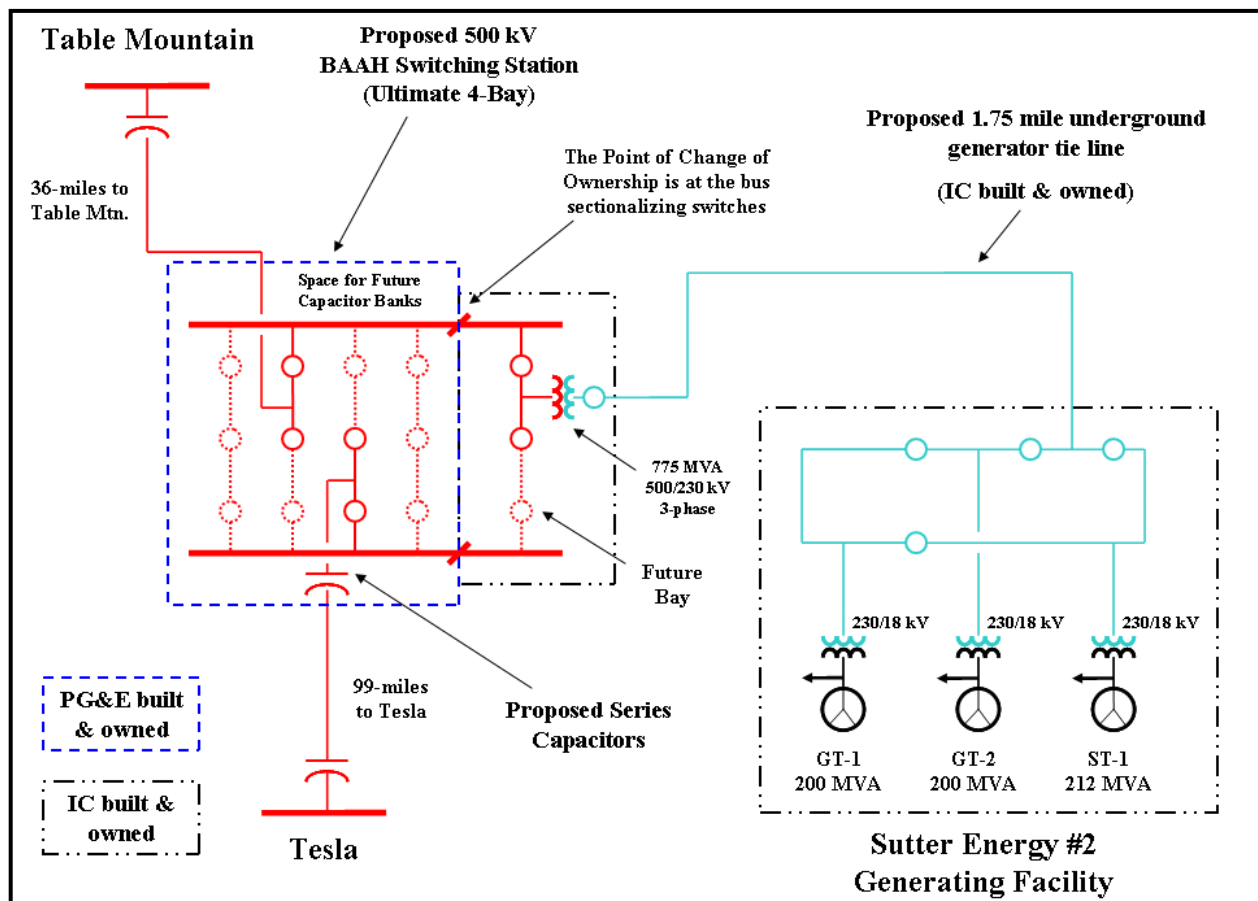 Table Mountain
Proposed 500 kV
BAAH Switching Station
(Ultimate 4-Bay)
Proposed 1.75 mile underground
generator tie line
(IC built & owned)
The Point of Change of
Ownership is at the bus
sectionalizing switches
36-miles to
Table Mtn.
Space for Future
Capacitor Banks
775 MVA
500/230 kV
3-phase
Future
Bay
230/18 kV
230/18 kV
230/18 kV
PG&E built
& owned
99-miles
to Tesla
Proposed Series
Capacitors
GT-1
200 MVA
GT-2
200 MVA
ST-1
212 MVA
IC built &
owned
Tesla
Sutter Energy #2
Generating Facility